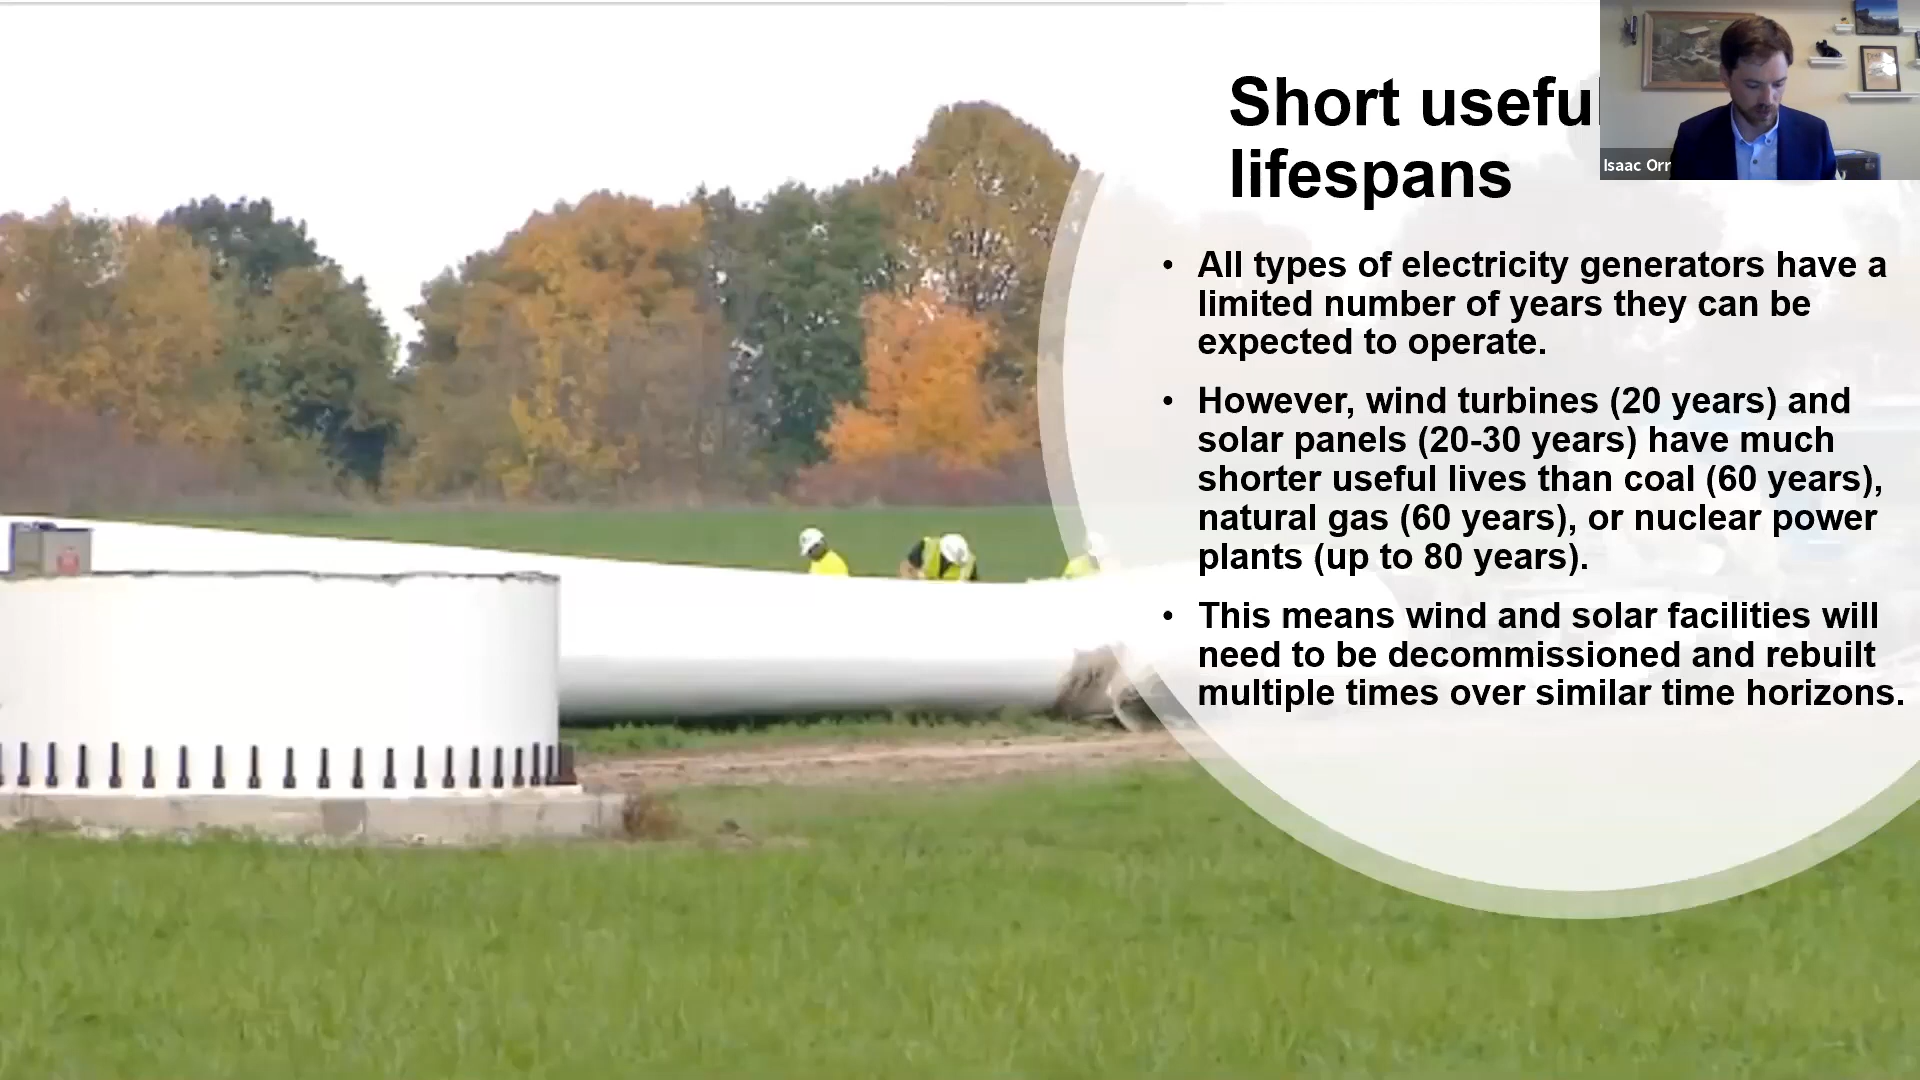 Short useful
lifespans
Isaac Orr
• All types of electricity generators have a
limited number of years they can be
expected to operate.
• However, wind turbines (20 years) and
solar panels (20-30 years) have much
shorter useful lives than coal (60 years),
natural gas (60 years), or nuclear power
plants (up to 80 years).
• This means wind and solar facilities will
need to be decommissioned and rebuilt
multiple times over similar time horizons.